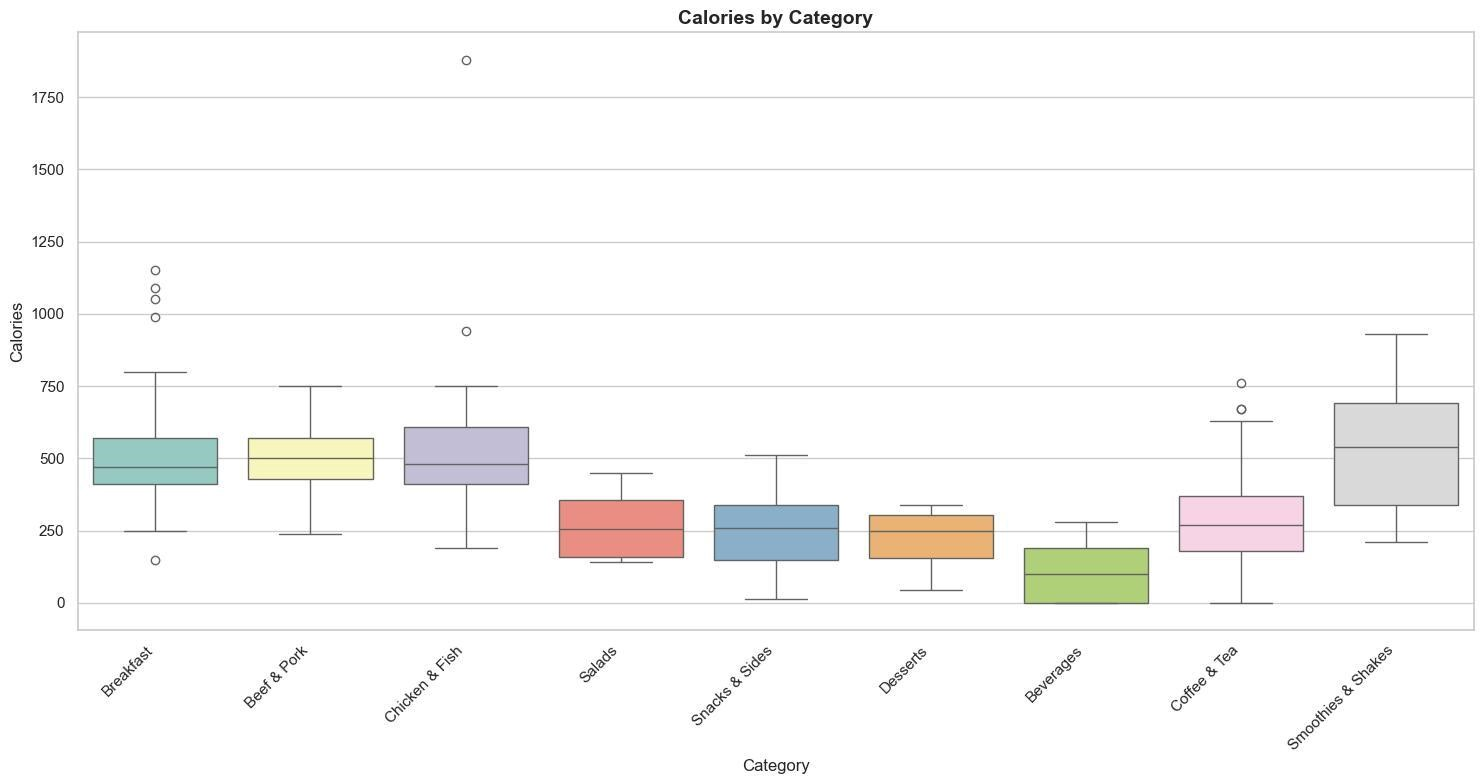 Calories by Category
Calories
1750
1500
1250
1000
750
500
250
0
Breakfast
Beef & Pork
Chicken & Fish
Salads
Snacks & Sides
Desserts
Beverages
Coffee & Tea
Smoothies & Shakes
Category